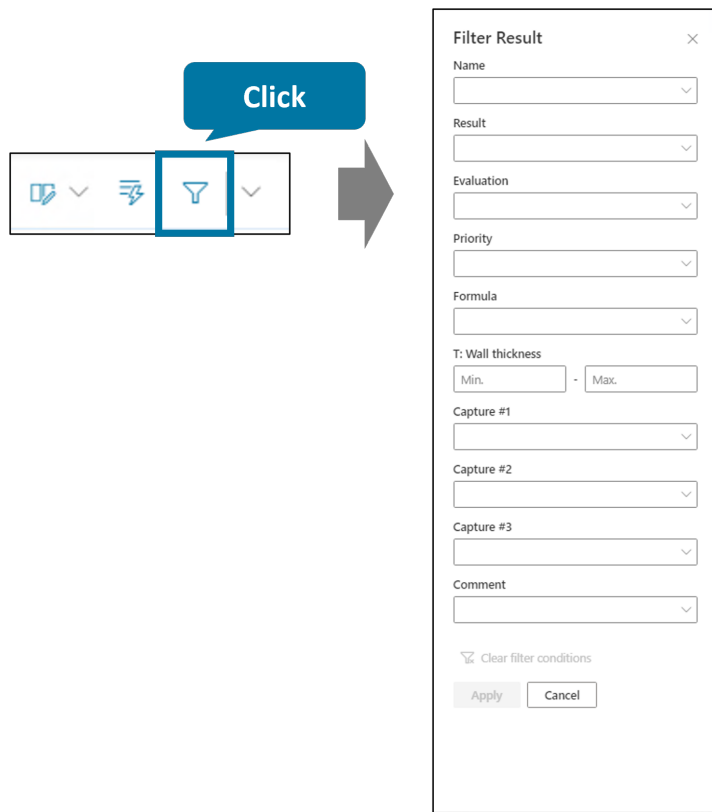 Click
Filter Result
Name
Result
Evaluation
Priority
Formula
T: Wall thickness
Min. - Max.
Capture #1
Capture #2
Capture #3
Comment
Clear filter conditions
Apply Cancel